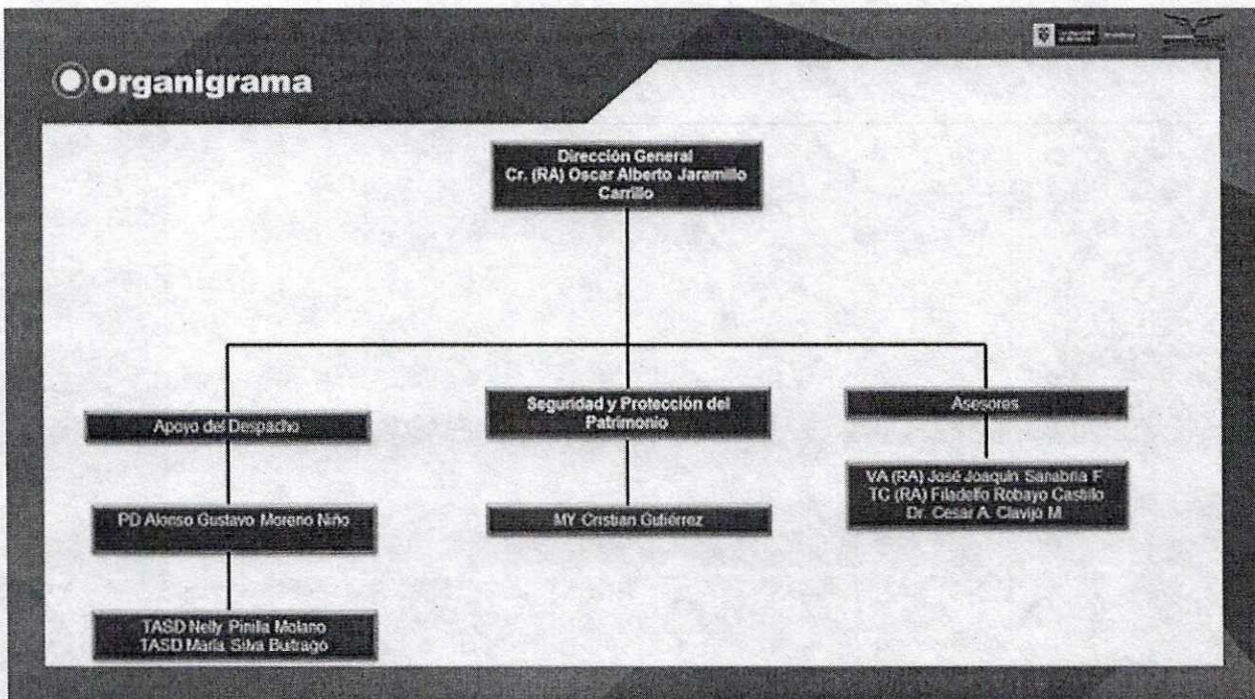 Organigrama
Dirección General
Cr. (RA) Oscar Alberto Jaramillo
Carrillo
Apoyo del Despacho
Seguridad y Protección del
Patrimonio
Asesores
PD Alonso Gustavo Moreno Niño
MY Cristian Gutiérrez
VA (RA) José Joaquín Sanabria F
TC (RA) Filadelfo Robayo Castillo
Dr. Cesar A. Clavijo M
TASD Nelly Pinilla Molano
TASD María Silva Buitrago